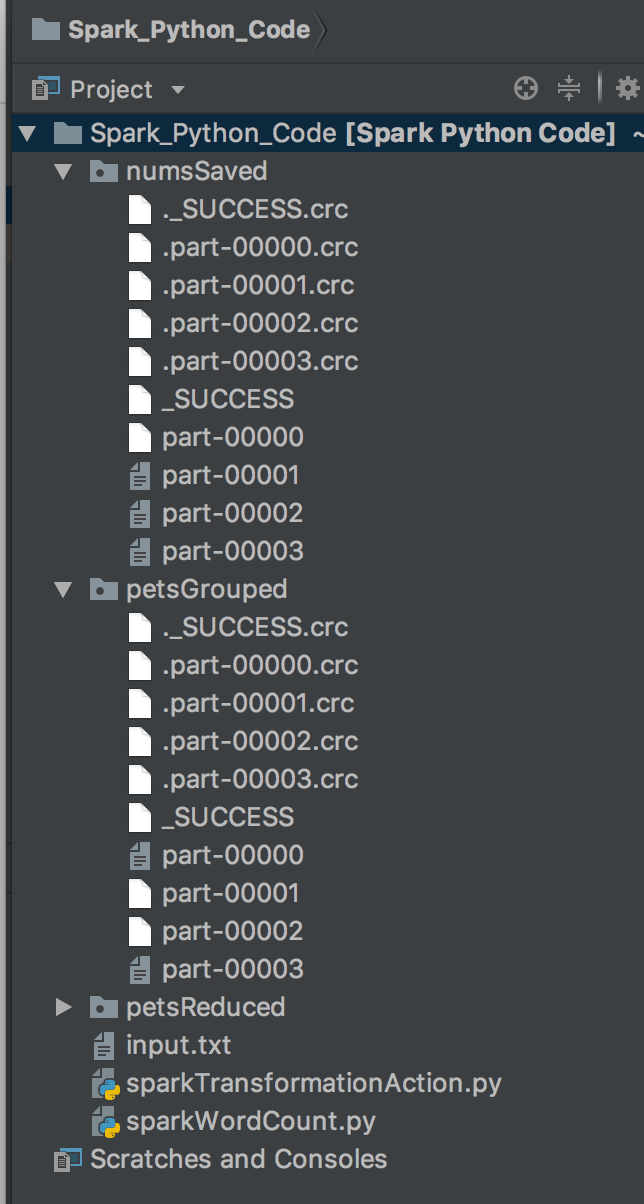 Spark_Python_Code
Project
Spark_Python_Code [Spark Python Code] ~
numsSaved
._SUCCESS.crc
.part-00000.crc
.part-00001.crc
.part-00002.crc
.part-00003.crc
_SUCCESS
part-00000
part-00001
part-00002
part-00003
petsGrouped
._SUCCESS.crc
.part-00000.crc
.part-00001.crc
.part-00002.crc
.part-00003.crc
_SUCCESS
part-00000
part-00001
part-00002
part-00003
petsReduced
input.txt
sparkTransformationAction.py
sparkWordCount.py
Scratches and Consoles